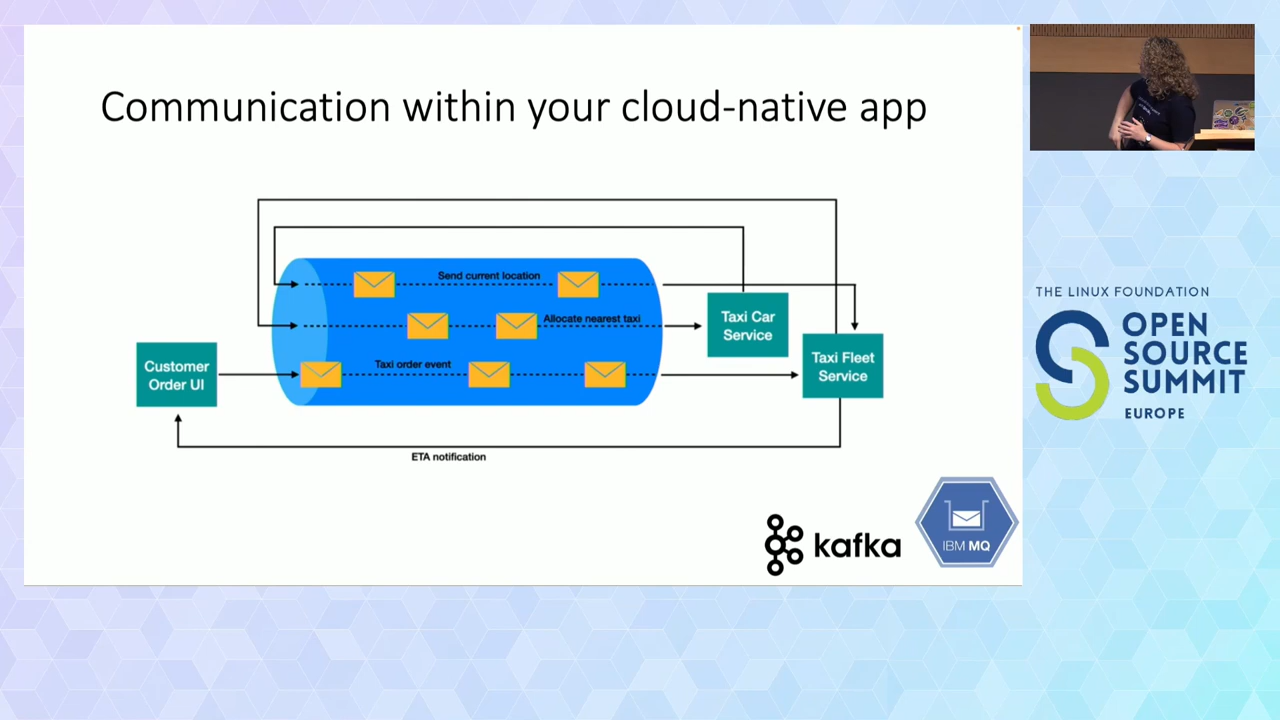 Communication within your cloud-native app
Send current location
Allocate nearest taxi
Taxi order event
Customer
Order UI
Taxi Car
Service
Taxi Fleet
Service
ETA notification
kafka
IBM MQ
THE LINUX FOUNDATION
OPEN
SOURCE
SUMMIT
EUROPE